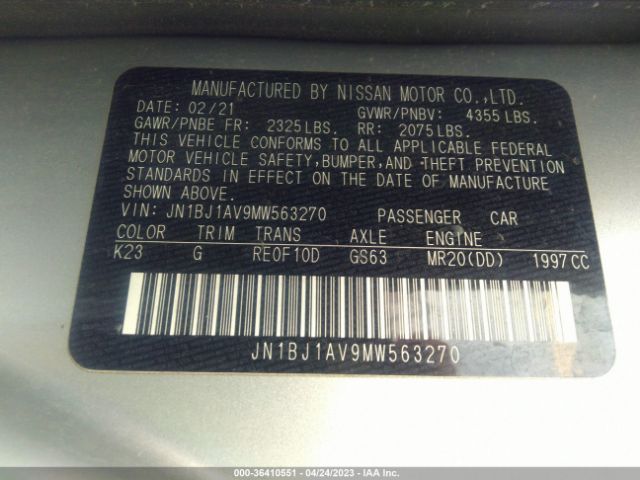 MANUFACTURED BY NISSAN MOTOR CO.,LTD.
DATE: 02/21 GVWR/PNBV: 4355 LBS.
GAWR/PNBE FR: 2325 LBS. RR: 2075 LBS.
THIS VEHICLE CONFORMS TO ALL APPLICABLE FEDERAL
MOTOR VEHICLE SAFETY, BUMPER, AND THEFT PREVENTION
STANDARDS IN EFFECT ON THE DATE OF MANUFACTURE
SHOWN ABOVE.
VIN: JN1BJ1AV9MW563270 PASSENGER CAR
COLOR TRIM TRANS AXLE ENGINE
K23 G RE0F10D GS63 MR20(DD) 1997CC
JN1BJ1AV9MW563270
000-36410551 - 04/24/2023 - IAA Inc.